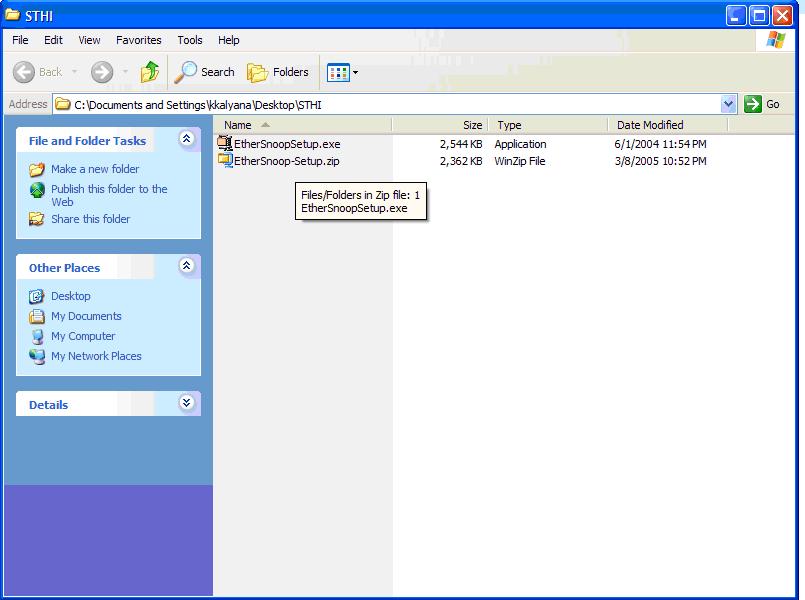 STHI
File Edit View Favorites Tools Help
Back Search Folders
Address C:\Documents and Settings\kkalyana\Desktop\STHI Go
File and Folder Tasks
Make a new folder
Publish this folder to the
Web
Share this folder
Other Places
Desktop
My Documents
My Computer
My Network Places
Details
Name Size Type Date Modified
EtherSnoopSetup.exe 2,544 KB Application 6/1/2004 11:54 PM
EtherSnoop-Setup.zip 2,362 KB WinZip File 3/8/2005 10:52 PM
Files/Folders in Zip file: 1
EtherSnoopSetup.exe